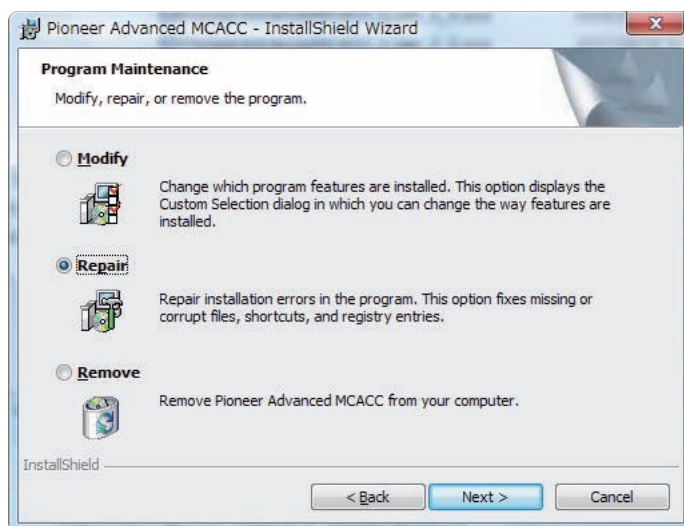 Pioneer Advanced MCACC - InstallShield Wizard
Program Maintenance
Modify, repair, or remove the program.
Modify
Change which program features are installed. This option displays the
Custom Selection dialog in which you can change the way features are
installed.
Repair
Repair installation errors in the program. This option fixes missing or
corrupt files, shortcuts, and registry entries.
Remove
Remove Pioneer Advanced MCACC from your computer.
InstallShield
< Back
Next >
Cancel